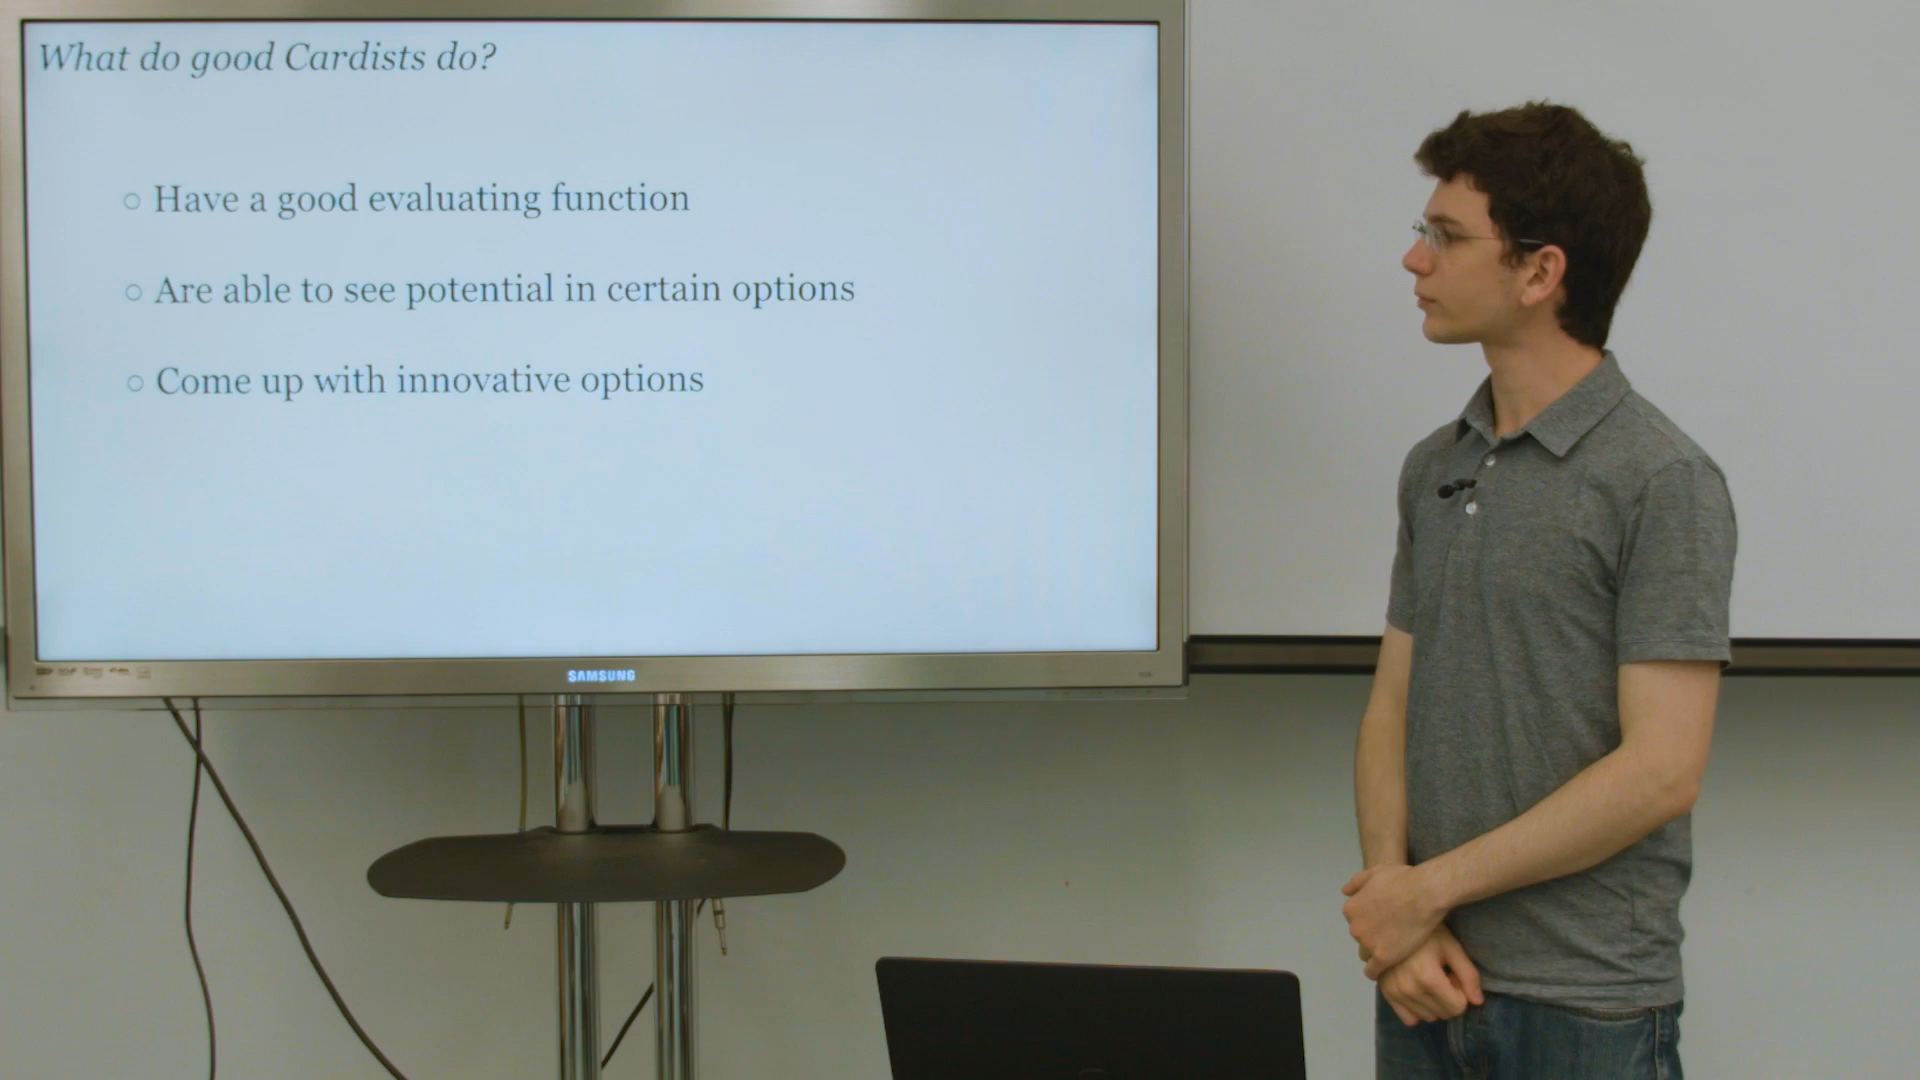 What do good Cardists do?
○ Have a good evaluating function
○ Are able to see potential in certain options
○ Come up with innovative options
SAMSUNG